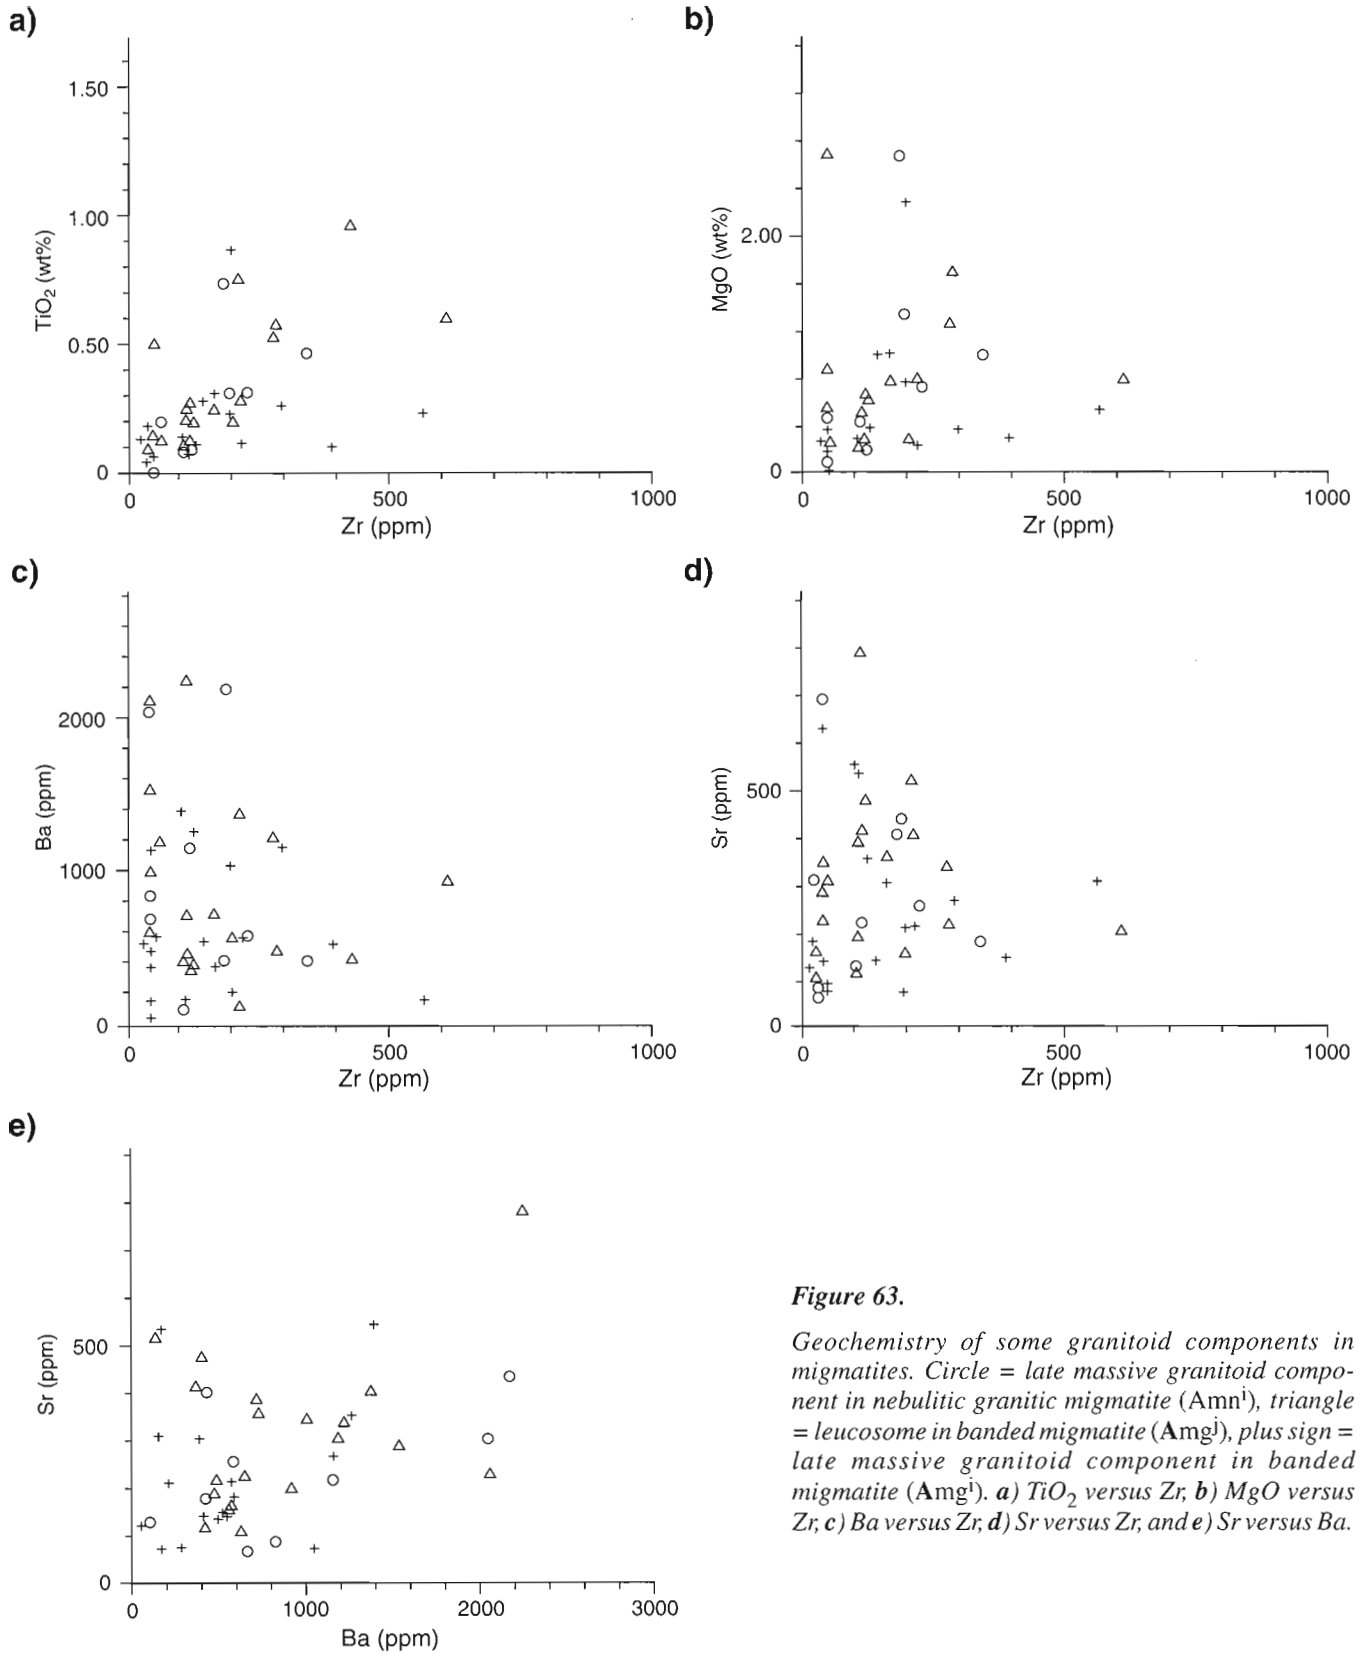 a)
1.50
1.00
0.50
0
TiO2 (wt%)
0 500 1000
Zr (ppm)
b)
2.00
0
MgO (wt%)
0 500 1000
Zr (ppm)
c)
2000
1000
0
Ba (ppm)
0 500 1000
Zr (ppm)
d)
500
0
Sr (ppm)
0 500 1000
Zr (ppm)
e)
500
0
Sr (ppm)
0 1000 2000 3000
Ba (ppm)
Figure 63.
Geochemistry of some granitoid components in
migmatites. Circle = late massive granitoid compo-
nent in nebulitic granitic migmatite (Amnⁱ), triangle
= leucosome in banded migmatite (Amgʲ), plus sign =
late massive granitoid component in banded
migmatite (Amgⁱ). a) TiO2 versus Zr, b) MgO versus
Zr, c) Ba versus Zr, d) Sr versus Zr, and e) Sr versus Ba.